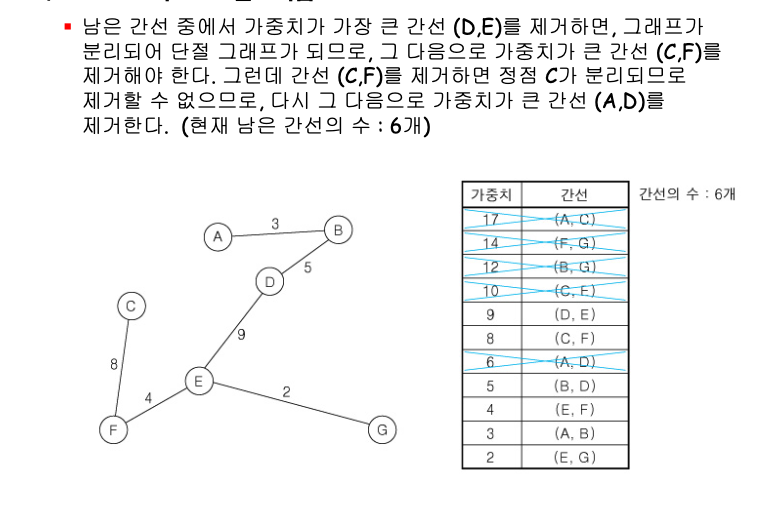 남은 간선 중에서 가중치가 가장 큰 간선 (D,E)를 제거하면, 그래프가
분리되어 단절 그래프가 되므로, 그 다음으로 가중치가 큰 간선 (C,F)를
제거해야 한다. 그런데 간선 (C,F)를 제거하면 정점 C가 분리되므로
제거할 수 없으므로, 다시 그 다음으로 가중치가 큰 간선 (A,D)를
제거한다. (현재 남은 간선의 수 : 6개)
A
3
B
5
D
C
9
8
E
4
2
F
G
가중치 간선
17 (A, C)
14 (F, G)
12 (B, G)
10 (C, E)
9 (D, E)
8 (C, F)
6 (A, D)
5 (B, D)
4 (E, F)
3 (A, B)
2 (E, G)
간선의 수 : 6개